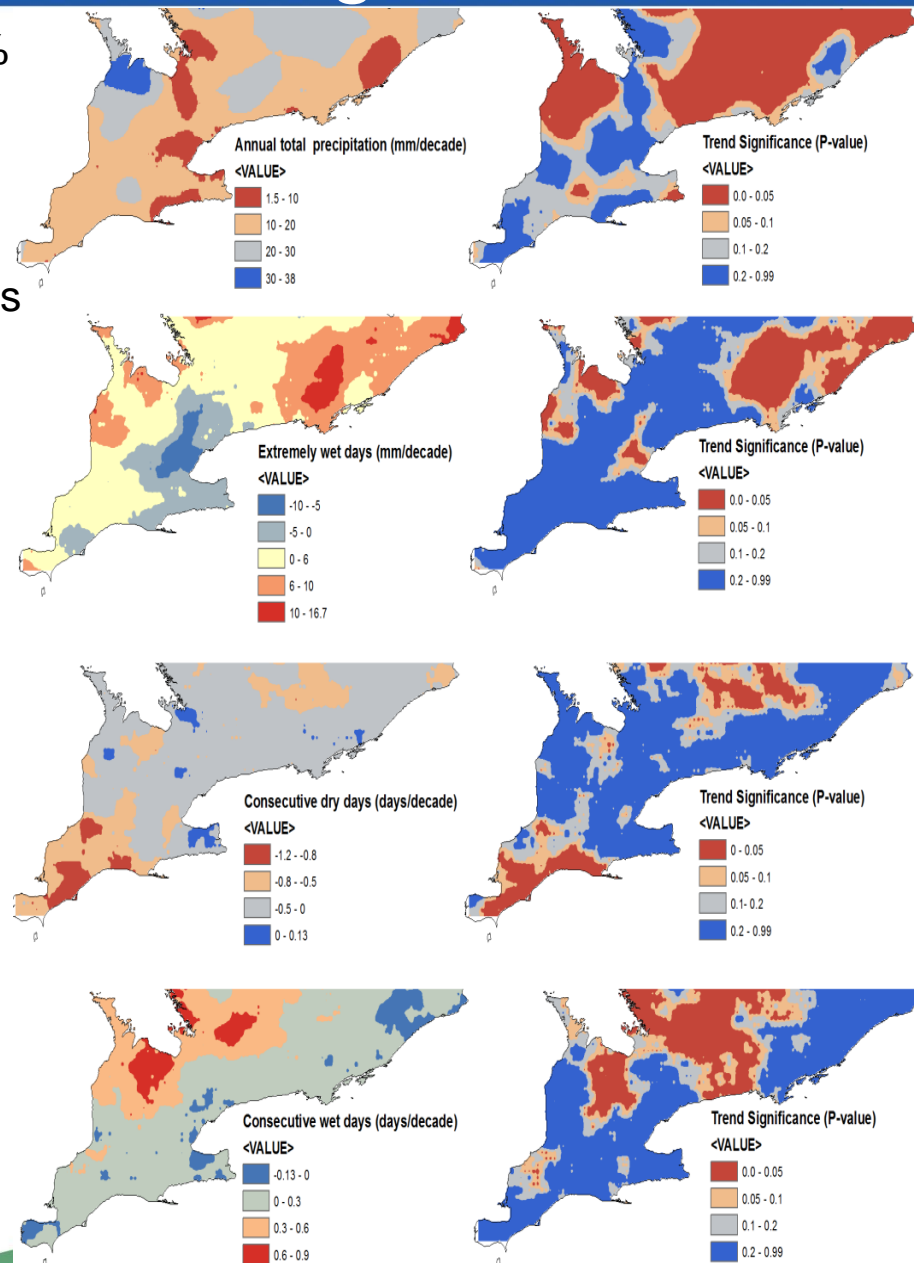 %
Annual total precipitation (mm/decade)
<VALUE>
1.5 - 10
10 - 20
20 - 30
30 - 38
Trend Significance (P-value)
<VALUE>
0.0 - 0.05
0.05 - 0.1
0.1 - 0.2
0.2 - 0.99
s
Extremely wet days (mm/decade)
<VALUE>
-10 - -5
-5 - 0
0 - 6
6 - 10
10 - 16.7
Trend Significance (P-value)
<VALUE>
0.0 - 0.05
0.05 - 0.1
0.1 - 0.2
0.2 - 0.99
Consecutive dry days (days/decade)
<VALUE>
-1.2 - -0.8
-0.8 - -0.5
-0.5 - 0
0 - 0.13
Trend Significance (P-value)
<VALUE>
0 - 0.05
0.05 - 0.1
0.1- 0.2
0.2 - 0.99
Consecutive wet days (days/decade)
<VALUE>
-0.13 - 0
0 - 0.3
0.3 - 0.6
0.6 - 0.9
Trend Significance (P-value)
<VALUE>
0.0 - 0.05
0.05 - 0.1
0.1 - 0.2
0.2 - 0.99